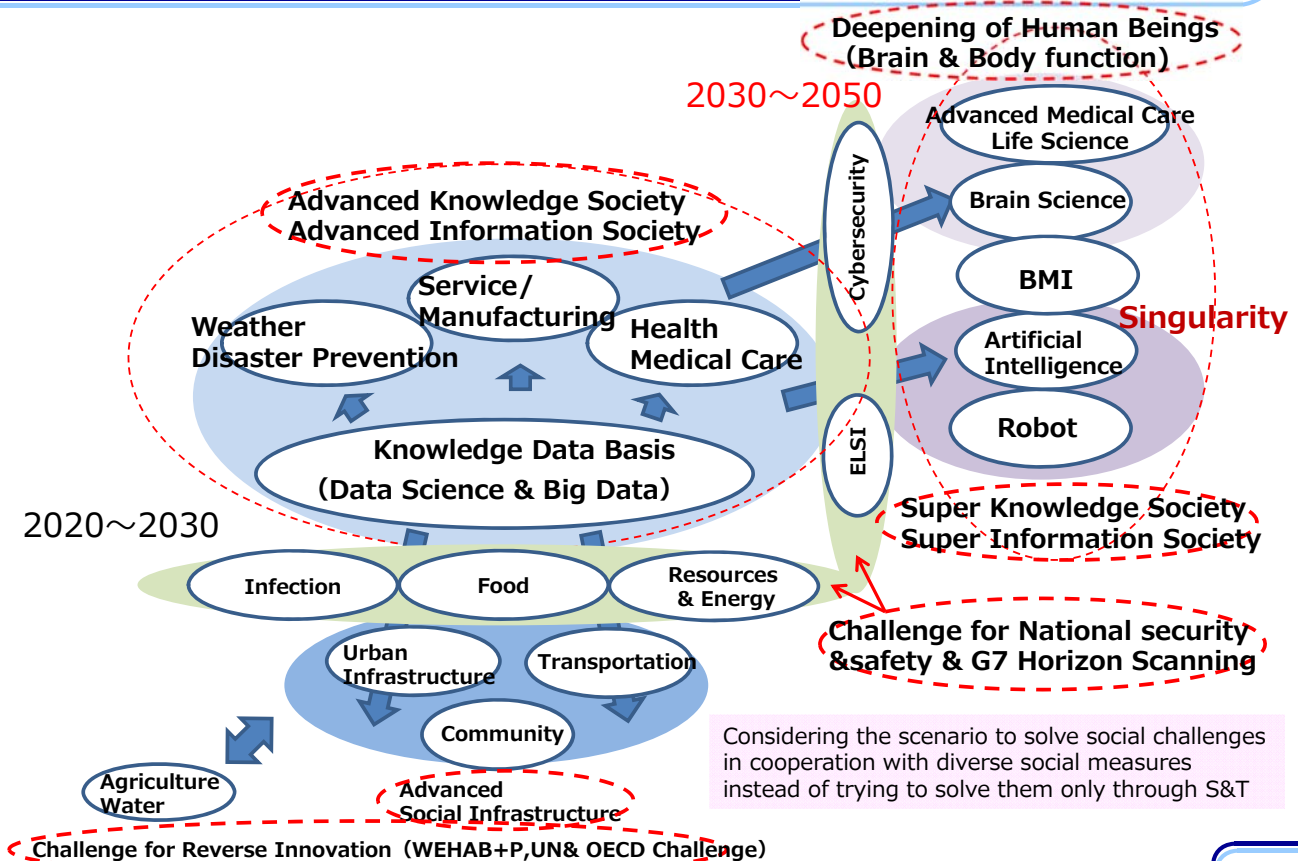 Deepening of Human Beings
（Brain & Body function)
2030～2050
Advanced Medical Care
Life Science
Cybersecurity
Brain Science
Advanced Knowledge Society
Advanced Information Society
BMI
Service/
Manufacturing
Singularity
Weather
Disaster Prevention
Health
Medical Care
Artificial
Intelligence
Robot
ELSI
Knowledge Data Basis
（Data Science & Big Data）
Super Knowledge Society
Super Information Society
2020～2030
Infection
Food
Resources
& Energy
Challenge for National security
&safety & G7 Horizon Scanning
Urban
Infrastructure
Transportation
Community
Considering the scenario to solve social challenges
in cooperation with diverse social measures
instead of trying to solve them only through S&T
Agriculture
Water
Advanced
Social Infrastructure
Challenge for Reverse Innovation（WEHAB+P,UN& OECD Challenge）